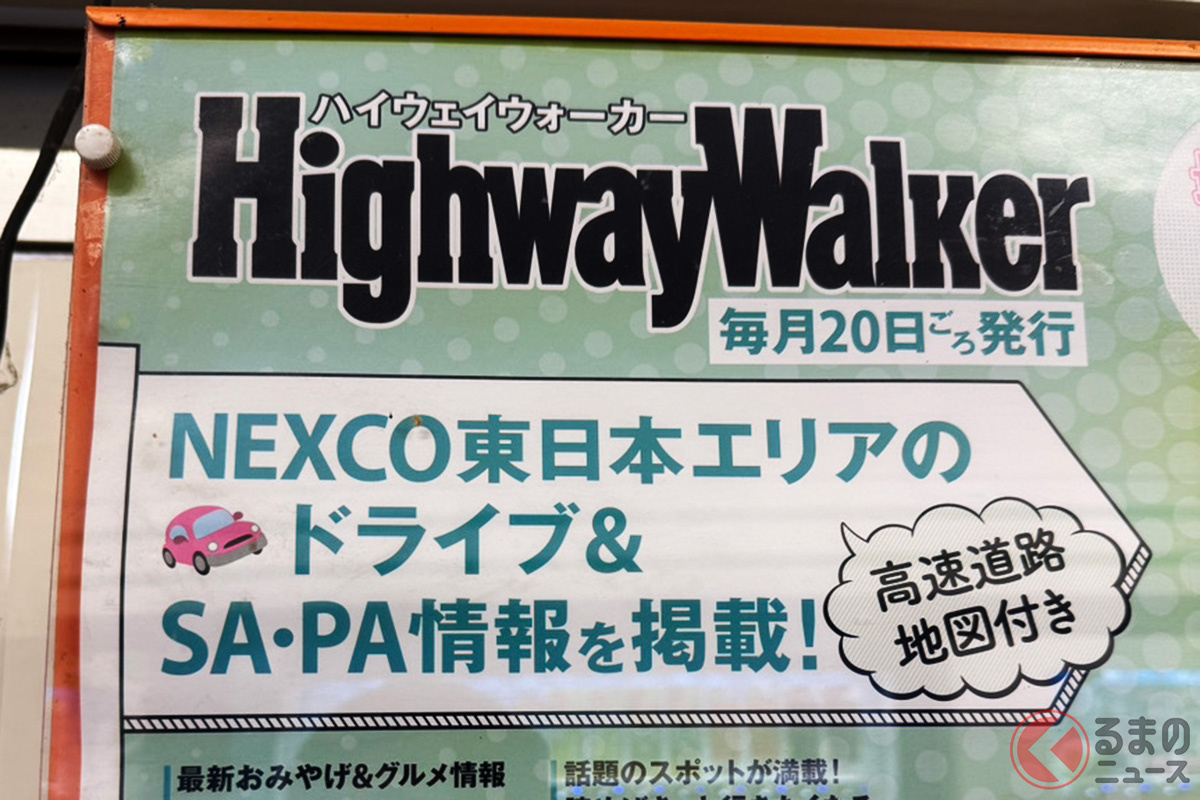 ハイウェイウォーカー
HighwayWalker
毎月20日ごろ発行
NEXCO東日本エリアの
ドライブ&
SA・PA情報を掲載!
高速道路
地図付き
最新おみやげ&グルメ情報
話題のスポットが満載!
くるまの
ニュース